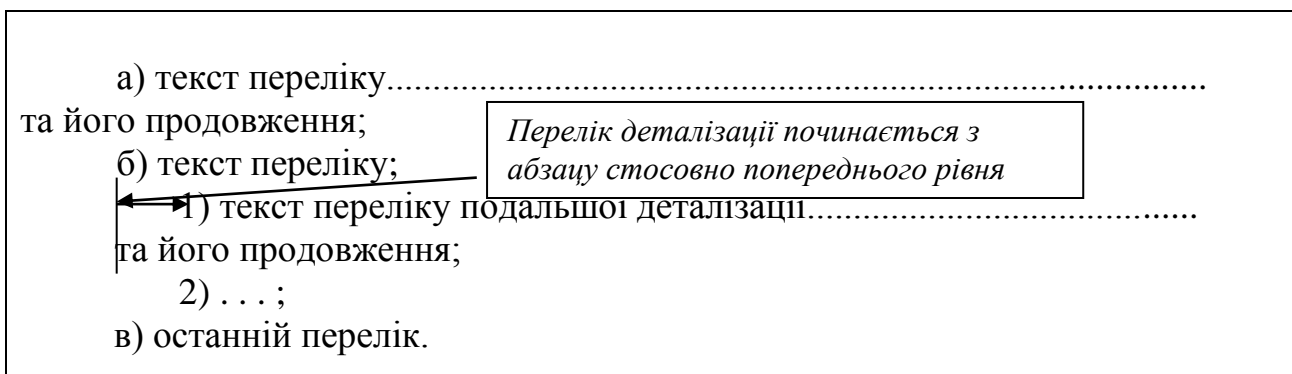 а) текст переліку..........................................................................................
та його продовження;
Перелік деталізації починається з
абзацу стосовно попереднього рівня
б) текст переліку;
1) текст переліку подальшої деталізації...........................................
та його продовження;
2) . . . ;
в) останній перелік.